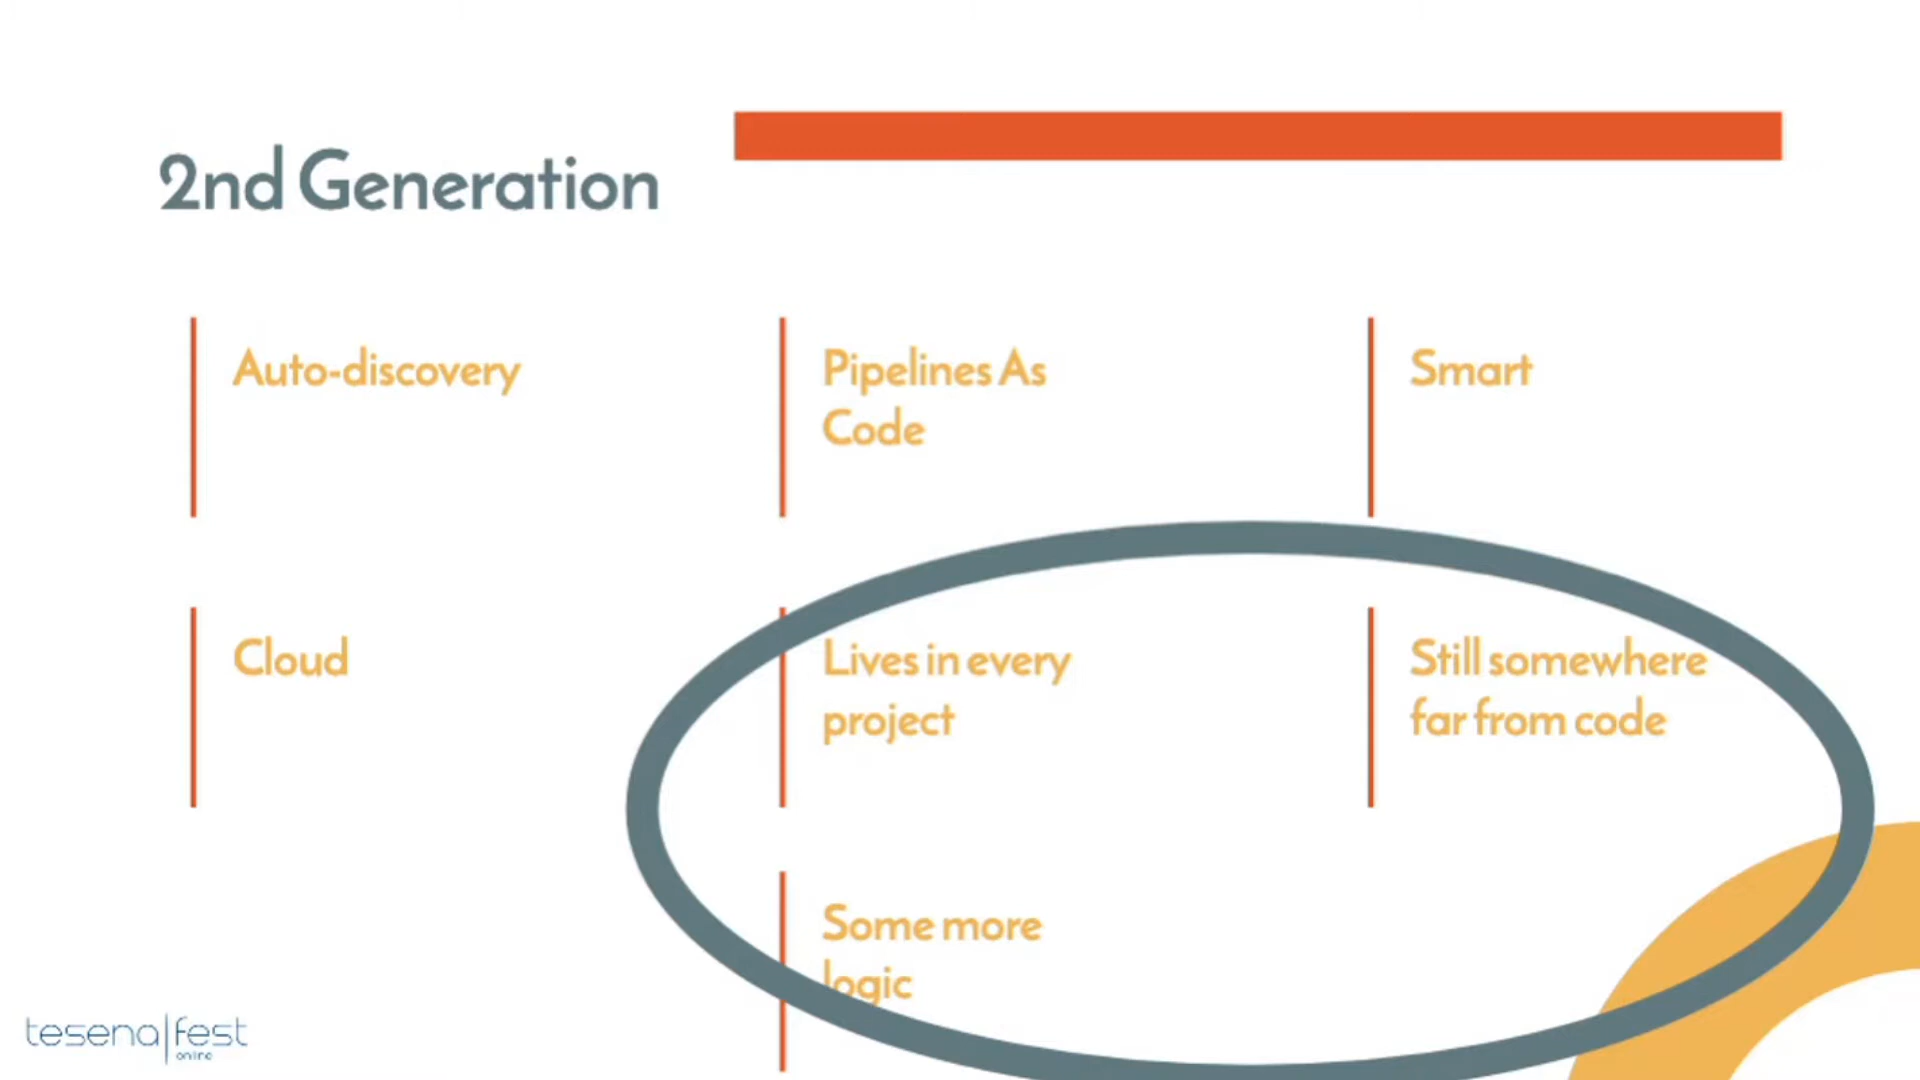 2nd Generation
Auto-discovery
Pipelines As
Code
Smart
Cloud
Lives in every
project
Still somewhere
far from code
Some more
logic
tesena|fest
online